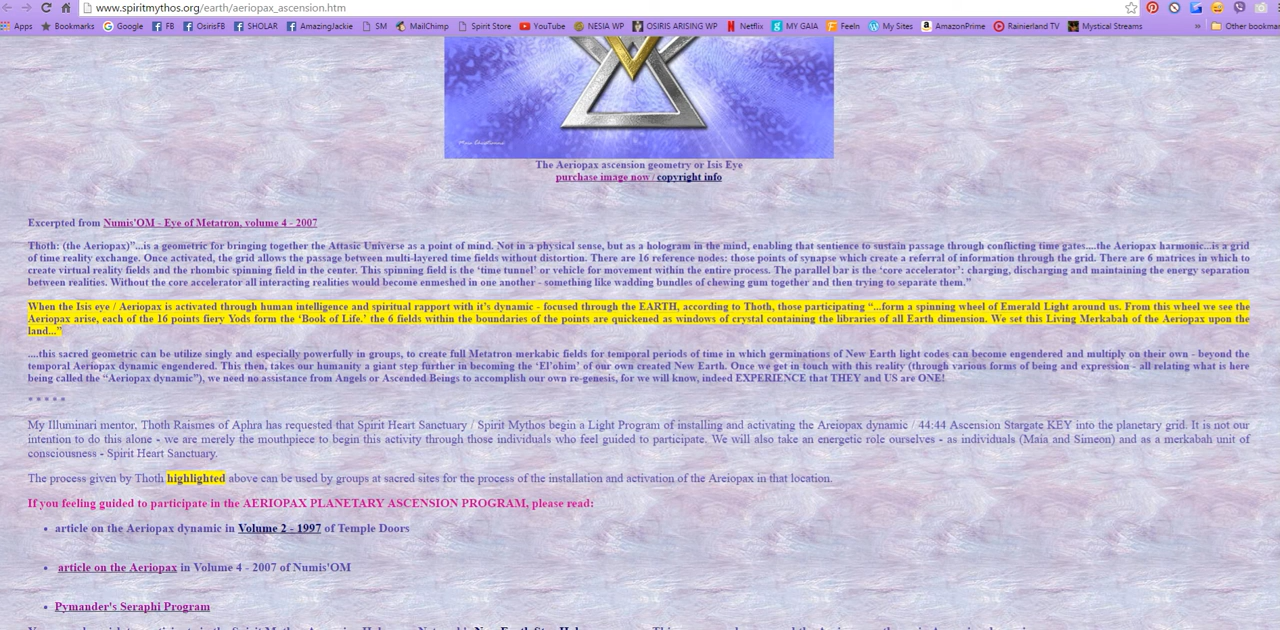 www.spiritmythos.org/earth/aeriopax_ascension.htm
Apps Bookmarks Google FB OsirisFB SHOLAR AmazingJackie SM MailChimp Spirit Store YouTube NESIA WP OSIRIS ARISING WP Netflix MY GAIA FeeIn My Sites AmazonPrime Rainierland TV Mystical Streams » Other bookmar
The Aeriopax ascension geometry or Isis Eye
purchase image now / copyright info
Excerpted from Numis'OM - Eye of Metatron, volume 4 - 2007
Thoth: (the Aeriopax)”...is a geometric for bringing together the Attasic Universe as a point of mind. Not in a physical sense, but as a hologram in the mind, enabling that sentience to sustain passage through conflicting time gates....the Aeriopax harmonic...is a grid
of time reality exchange. Once activated, the grid allows the passage between multi-layered time fields without distortion. There are 16 reference nodes: those points of synapse which create a referral of information through the grid. There are 6 matrices in which to
create virtual reality fields and the rhombic spinning field in the center. This spinning field is the ‘time tunnel’ or vehicle for movement within the entire process. The parallel bar is the ‘core accelerator’: charging, discharging and maintaining the energy separation
between realities. Without the core accelerator all interacting realities would become enmeshed in one another - something like wadding bundles of chewing gum together and then trying to separate them.”
When the Isis eye / Aeriopax is activated through human intelligence and spiritual rapport with it’s dynamic - focused through the EARTH, according to Thoth, those participating “...form a spinning wheel of Emerald Light around us. From this wheel we see the
Aeriopax arise, each of the 16 points fiery Yods form the ‘Book of Life.’ the 6 fields within the boundaries of the points are quickened as windows of crystal containing the libraries of all Earth dimension. We set this Living Merkabah of the Aeriopax upon the
land...”
....this sacred geometric can be utilize singly and especially powerfully in groups, to create full Metatron merkabic fields for temporal periods of time in which germinations of New Earth light codes can become engendered and multiply on their own - beyond the
temporal Aeriopax dynamic engendered. This then, takes our humanity a giant step further in becoming the ‘El’ohim’ of our own created New Earth. Once we get in touch with this reality (through various forms of being and expression - all relating what is here
being called the “Aeriopax dynamic”), we need no assistance from Angels or Ascended Beings to accomplish our own re-genesis, for we will know, indeed EXPERIENCE that THEY and US are ONE!
* * * * *
My Illuminari mentor, Thoth Raismes of Aphra has requested that Spirit Heart Sanctuary / Spirit Mythos begin a Light Program of installing and activating the Areiopax dynamic / 44:44 Ascension Stargate KEY into the planetary grid. It is not our
intention to do this alone - we are merely the mouthpiece to begin this activity through those individuals who feel guided to participate. We will also take an energetic role ourselves - as individuals (Maia and Simeon) and as a merkabah unit of
consciousness - Spirit Heart Sanctuary.
The process given by Thoth highlighted above can be used by groups at sacred sites for the process of the installation and activation of the Areiopax in that location.
If you feeling guided to participate in the AERIOPAX PLANETARY ASCENSION PROGRAM, please read:
• article on the Aeriopax dynamic in Volume 2 - 1997 of Temple Doors
• article on the Aeriopax in Volume 4 - 2007 of Numis'OM
• Pymander's Seraphi Program